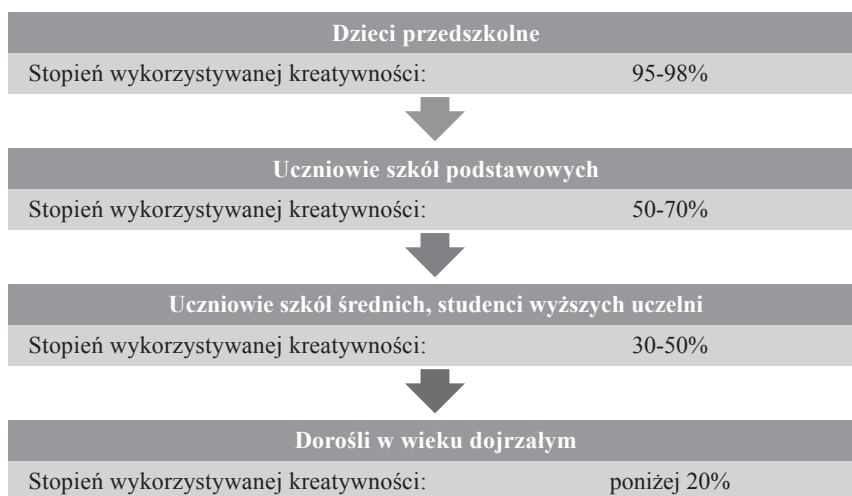 Dzieci przedszkolne
Stopień wykorzystywanej kreatywności: 95-98%
Uczniowie szkół podstawowych
Stopień wykorzystywanej kreatywności: 50-70%
Uczniowie szkół średnich, studenci wyższych uczelni
Stopień wykorzystywanej kreatywności: 30-50%
Dorośli w wieku dojrzałym
Stopień wykorzystywanej kreatywności: poniżej 20%